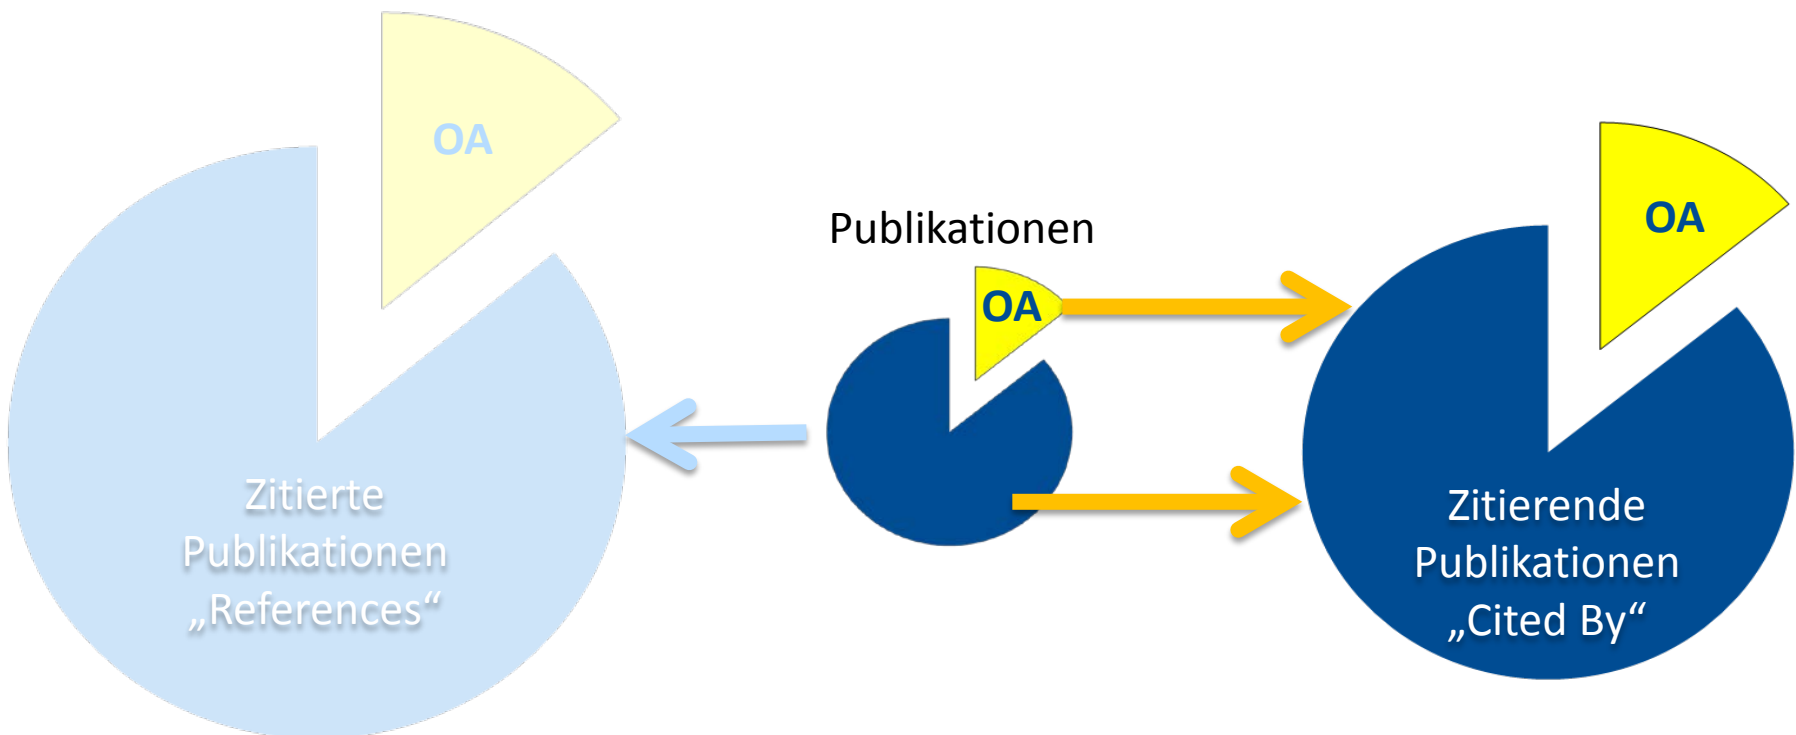 OA
Zitierte
Publikationen
„References“
Publikationen
OA
OA
Zitierende
Publikationen
„Cited By“